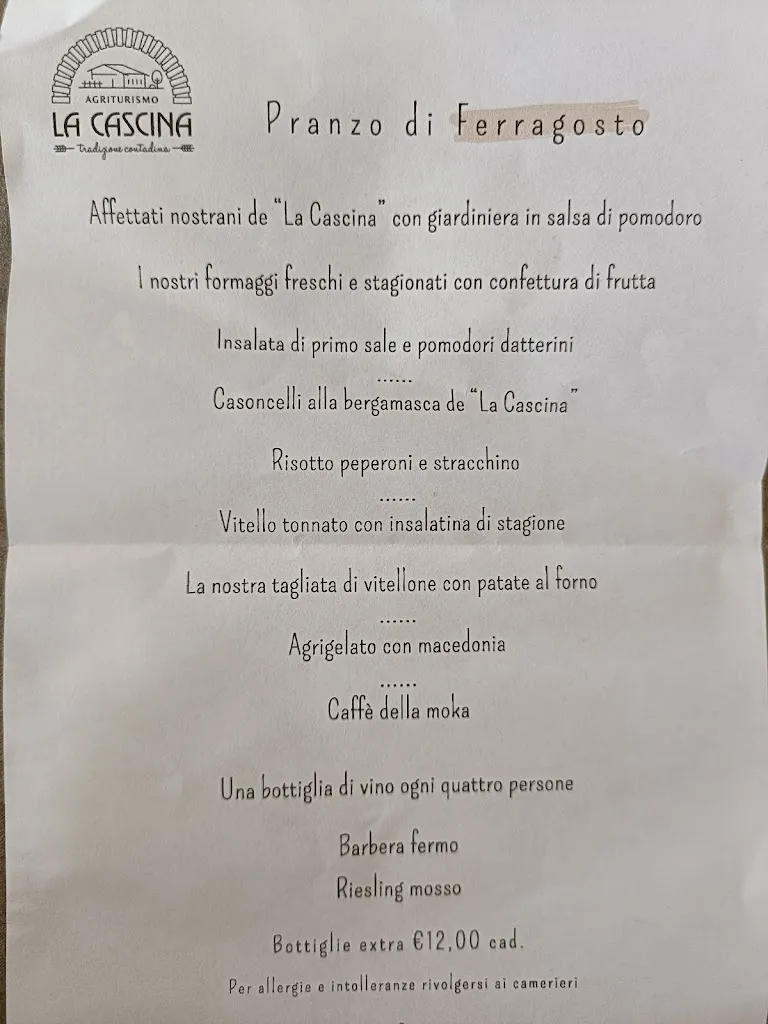 AGRITURISMO
LA CASCINA
tradizione contadina
Pranzo di Ferragosto
Affettati nostrani de “La Cascina” con giardiniera in salsa di pomodoro
I nostri formaggi freschi e stagionati con confettura di frutta
Insalata di primo sale e pomodori datterini
......
Casoncelli alla bergamasca de “La Cascina”
Risotto peperoni e stracchino
......
Vitello tonnato con insalatina di stagione
La nostra tagliata di vitellone con patate al forno
......
Agrigelato con macedonia
......
Caffè della moka
Una bottiglia di vino ogni quattro persone
Barbera fermo
Riesling mosso
Bottiglie extra €12,00 cad.
Per allergie e intolleranze rivolgersi ai camerieri